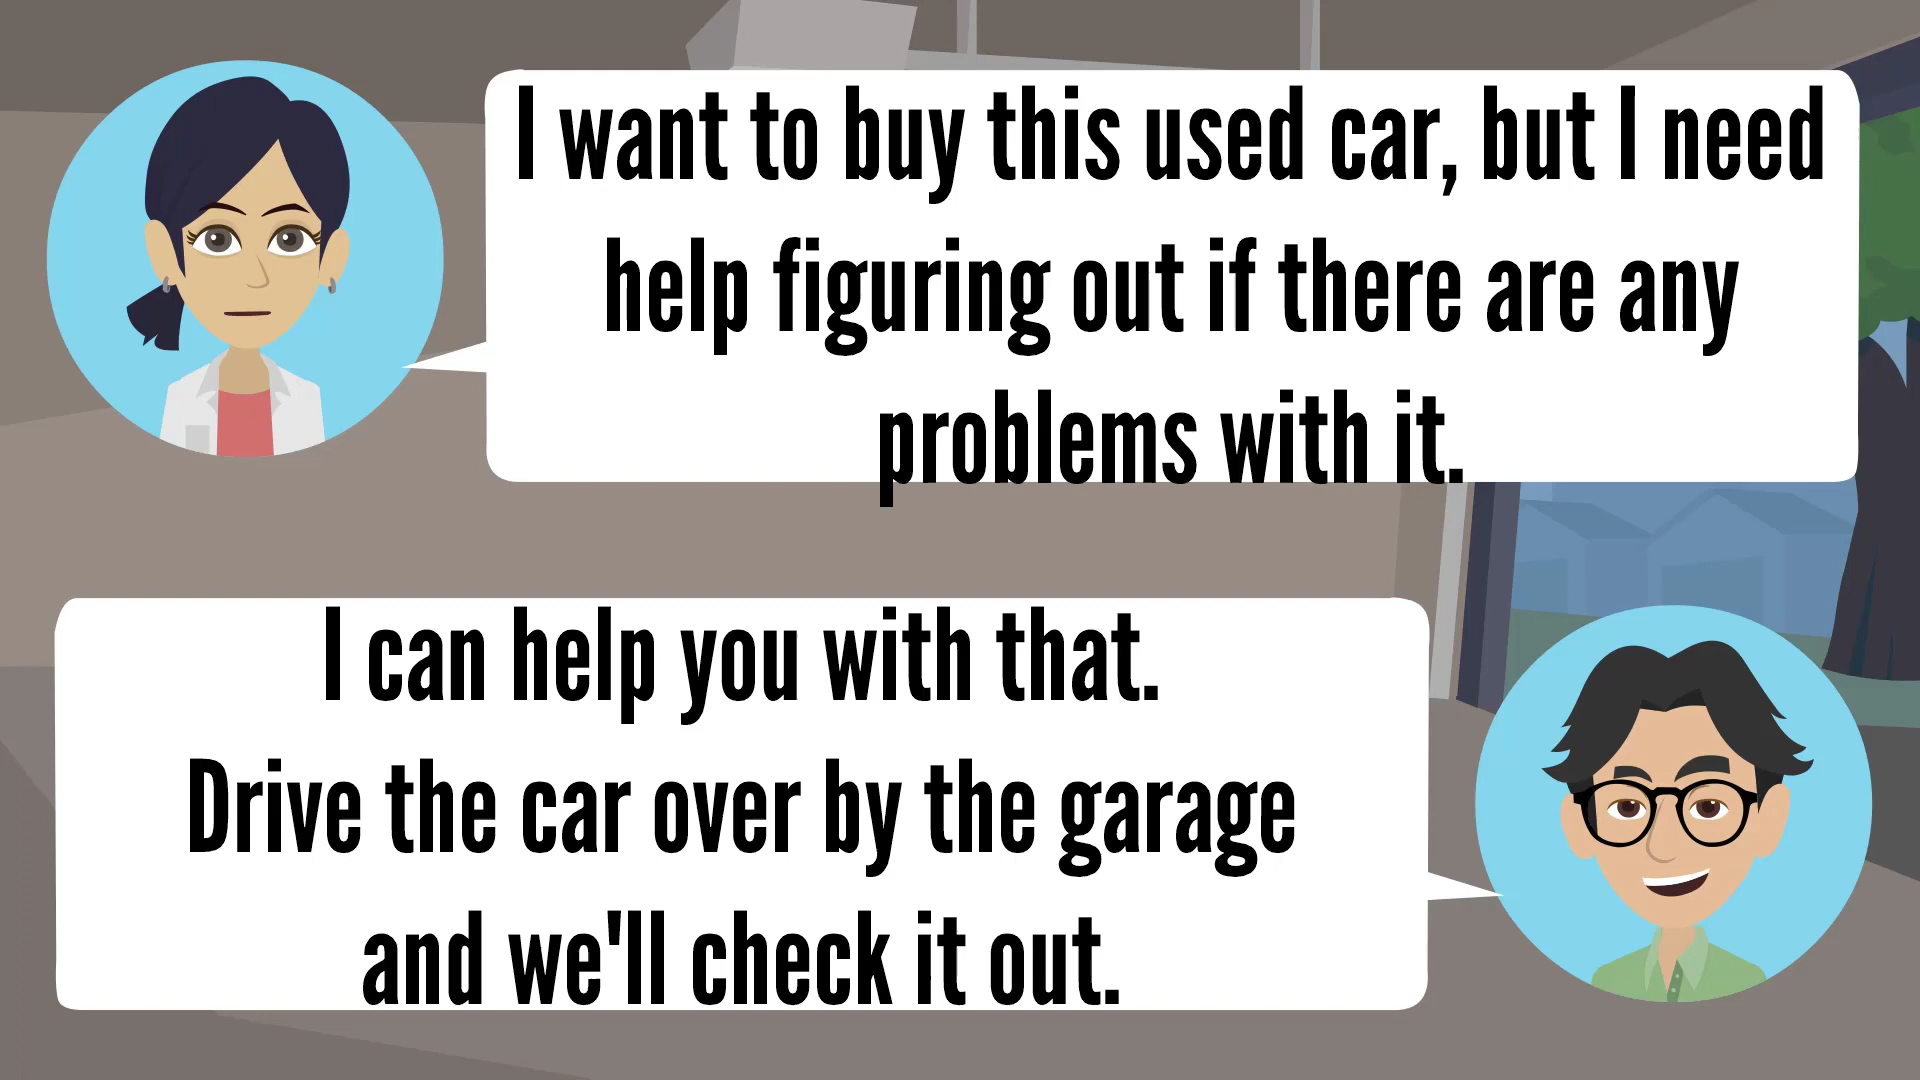 I want to buy this used car, but I need
help figuring out if there are any
problems with it.
I can help you with that.
Drive the car over by the garage
and we'll check it out.